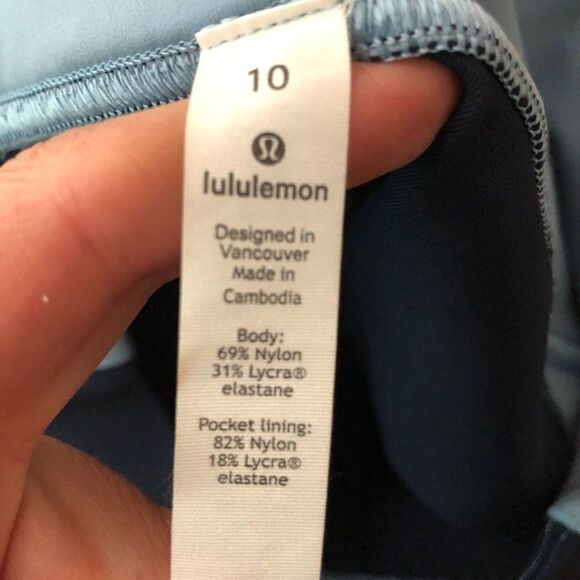 10
lululemon
Designed in
Vancouver
Made in
Cambodia
Body:
69% Nylon
31% Lycra®
elastane
Pocket lining:
82% Nylon
18% Lycra®
elastane